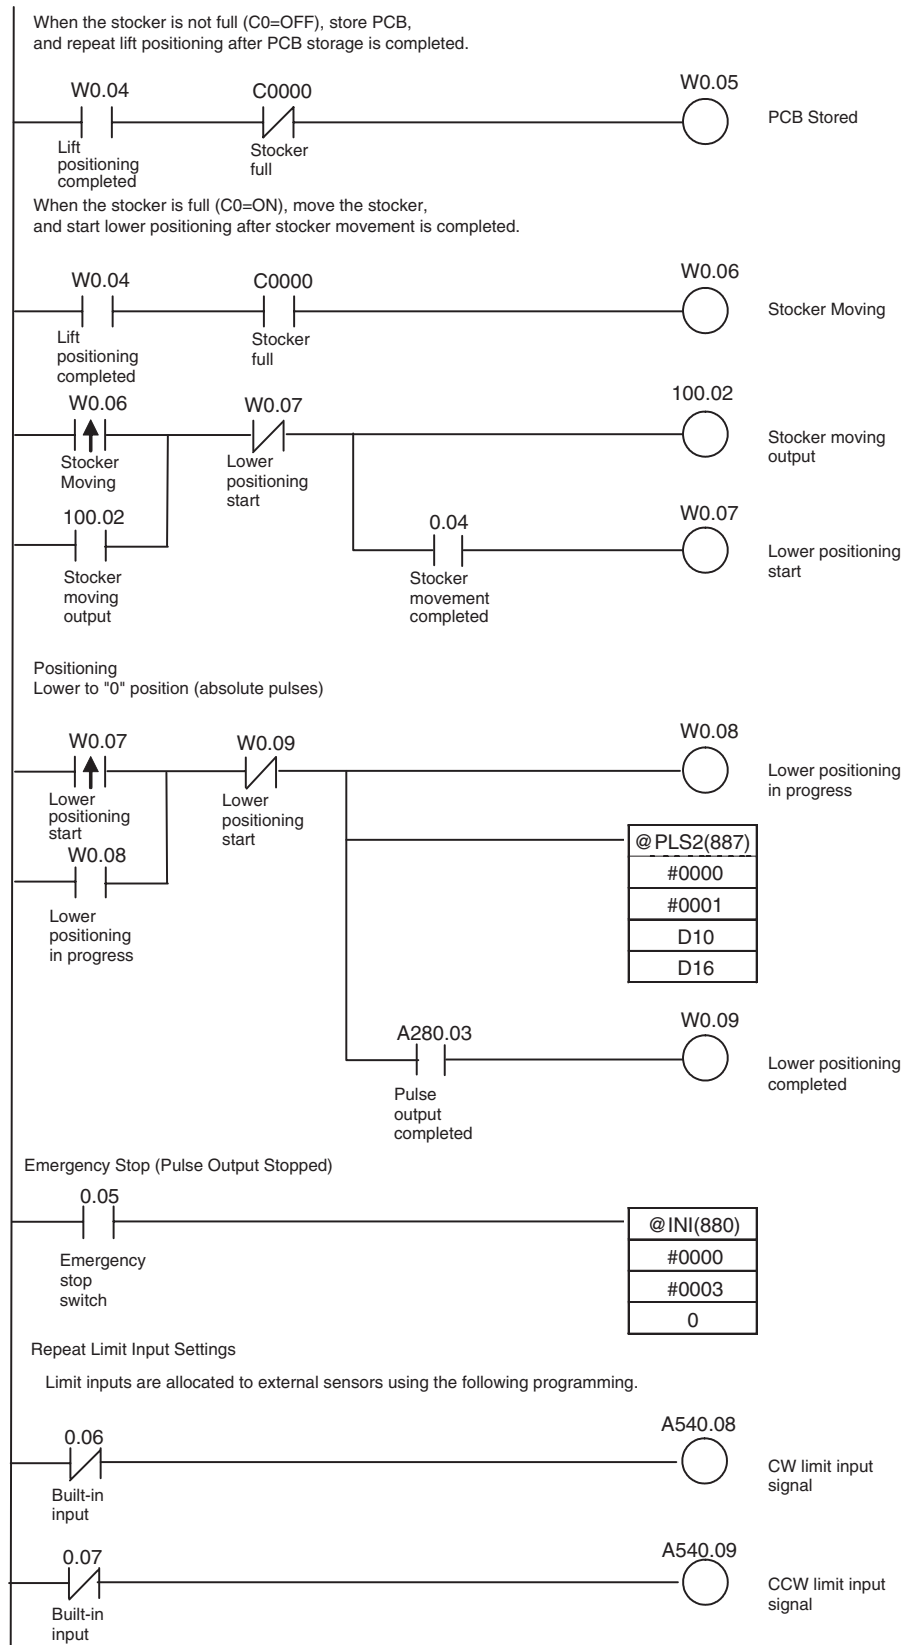 When the stocker is not full (C0=OFF), store PCB,
and repeat lift positioning after PCB storage is completed.
W0.04
C0000
W0.05
PCB Stored
Lift
positioning
completed
Stocker
full
When the stocker is full (C0=ON), move the stocker,
and start lower positioning after stocker movement is completed.
W0.04
C0000
W0.06
Stocker Moving
Lift
positioning
completed
Stocker
full
W0.06
W0.07
100.02
Stocker moving
output
Stocker
Moving
Lower
positioning
start
100.02
0.04
W0.07
Lower positioning
start
Stocker
moving
output
Stocker
movement
completed
Positioning
Lower to "0" position (absolute pulses)
W0.07
W0.09
W0.08
Lower positioning
in progress
Lower
positioning
start
Lower
positioning
start
@PLS2(887)
#0000
#0001
D10
D16
W0.08
Lower
positioning
in progress
A280.03
W0.09
Lower positioning
completed
Pulse
output
completed
Emergency Stop (Pulse Output Stopped)
0.05
Emergency
stop
switch
@INI(880)
#0000
#0003
0
Repeat Limit Input Settings
Limit inputs are allocated to external sensors using the following programming.
0.06
A540.08
CW limit input
signal
Built-in
input
0.07
A540.09
CCW limit input
signal
Built-in
input